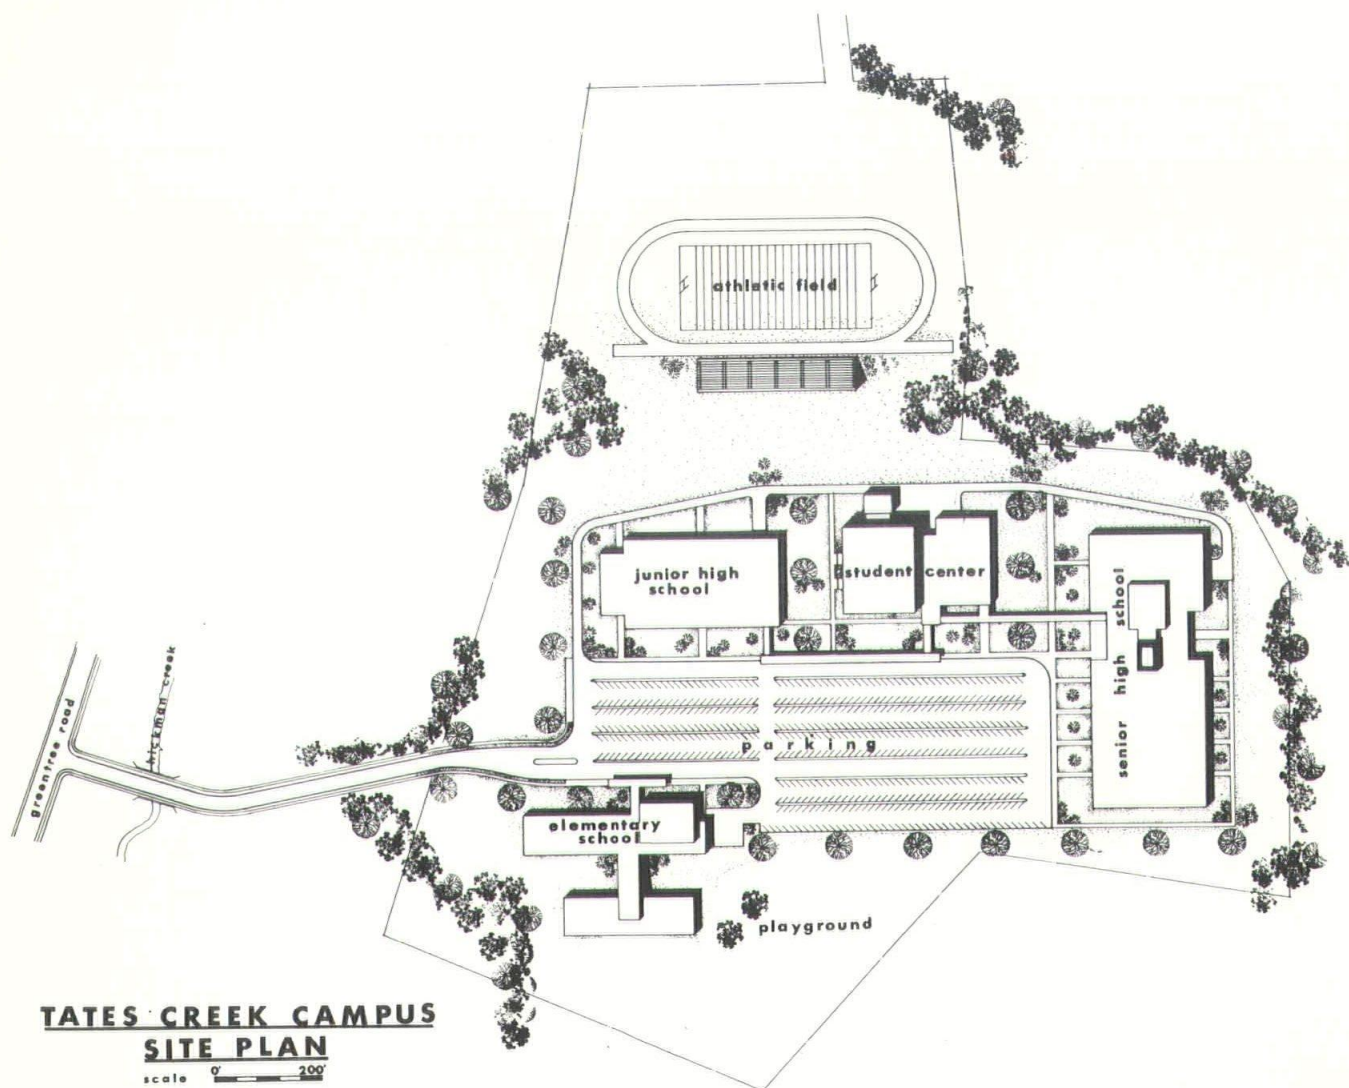 athletic field
junior high
school
student center
senior high school
parking
hickman creek
greentree road
elementary
school
playground
TATES CREEK CAMPUS
SITE PLAN
scale 0' 200'